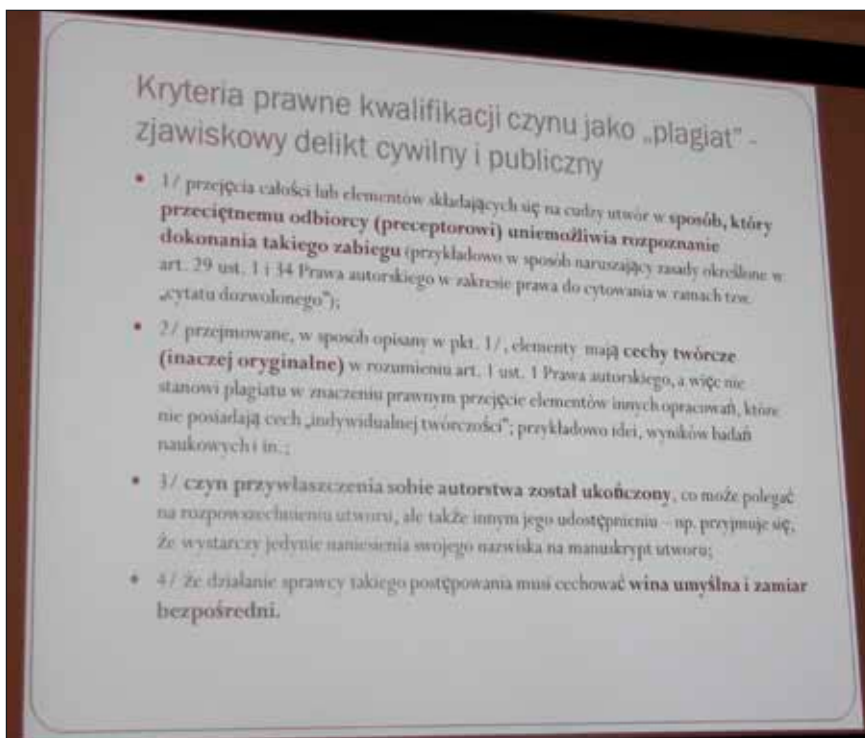 Kryteria prawne kwalifikacji czynu jako „plagiat” -
zjawiskowy delikt cywilny i publiczny
• 1/ przejęcia całości lub elementów składających się na cudzy utwór w sposób, który
przeciętnemu odbiorcy (preceptorowi) uniemożliwia rozpoznanie
dokonania takiego zabiegu (przykładowo w sposób naruszający zasady określone w
art. 29 ust. 1 i 34 Prawa autorskiego w zakresie prawa do cytowania w ramach tzw.
„cytatu dozwolonego”);
• 2/ przejmowane, w sposób opisany w pkt. 1/, elementy mają cechy twórcze
(inaczej oryginalne) w rozumieniu art. 1 ust. 1 Prawa autorskiego, a więc nie
stanowi plagiatu w znaczeniu prawnym przejęcie elementów innych opracowań, które
nie posiadają cech „indywidualnej twórczości”; przykładowo idei, wyników badań
naukowych i in.;
• 3/ czyn przywłaszczenia sobie autorstwa został ukończony, co może polegać
na rozpowszechnieniu utworu, ale także innym jego udostępnieniu – np. przyjmuje się,
że wystarczy jedynie naniesienia swojego nazwiska na manuskrypt utworu;
• 4/ że działanie sprawcy takiego postępowania musi cechować wina umyślna i zamiar
bezpośredni.